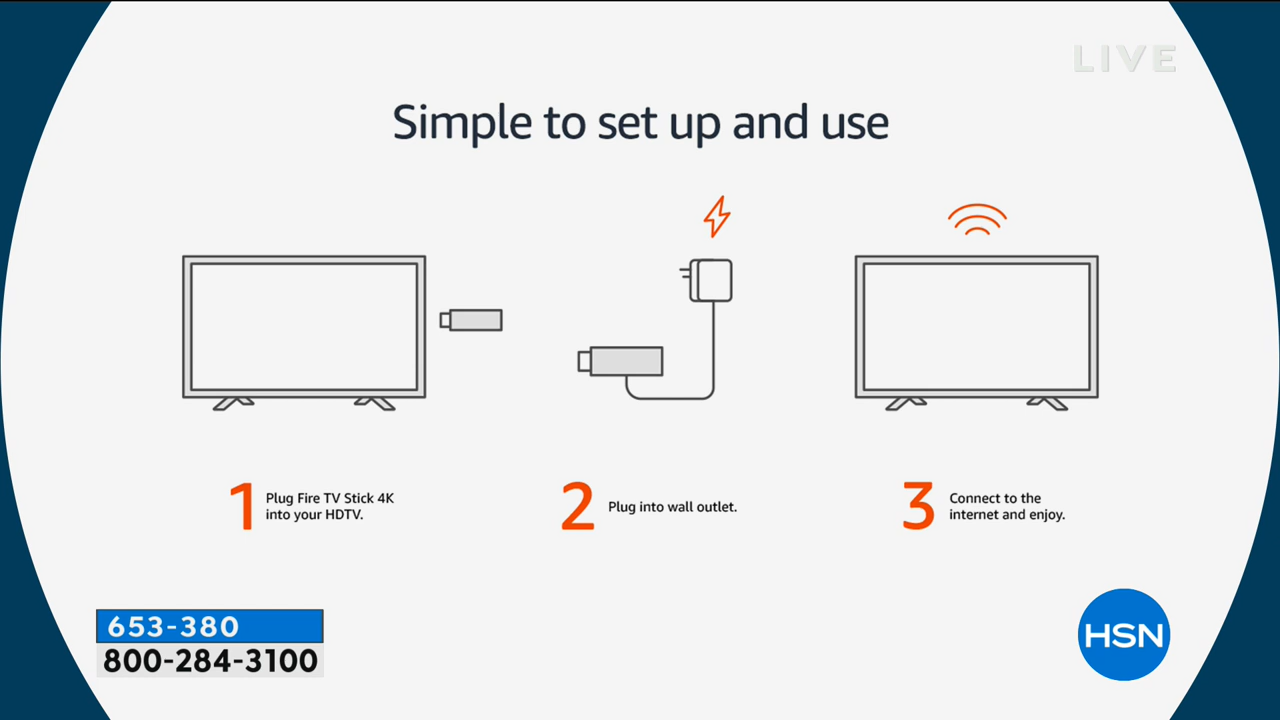 LIVE
Simple to set up and use
1 Plug Fire TV Stick 4K
into your HDTV.
2 Plug into wall outlet.
3 Connect to the
internet and enjoy.
653-380
800-284-3100
HSN